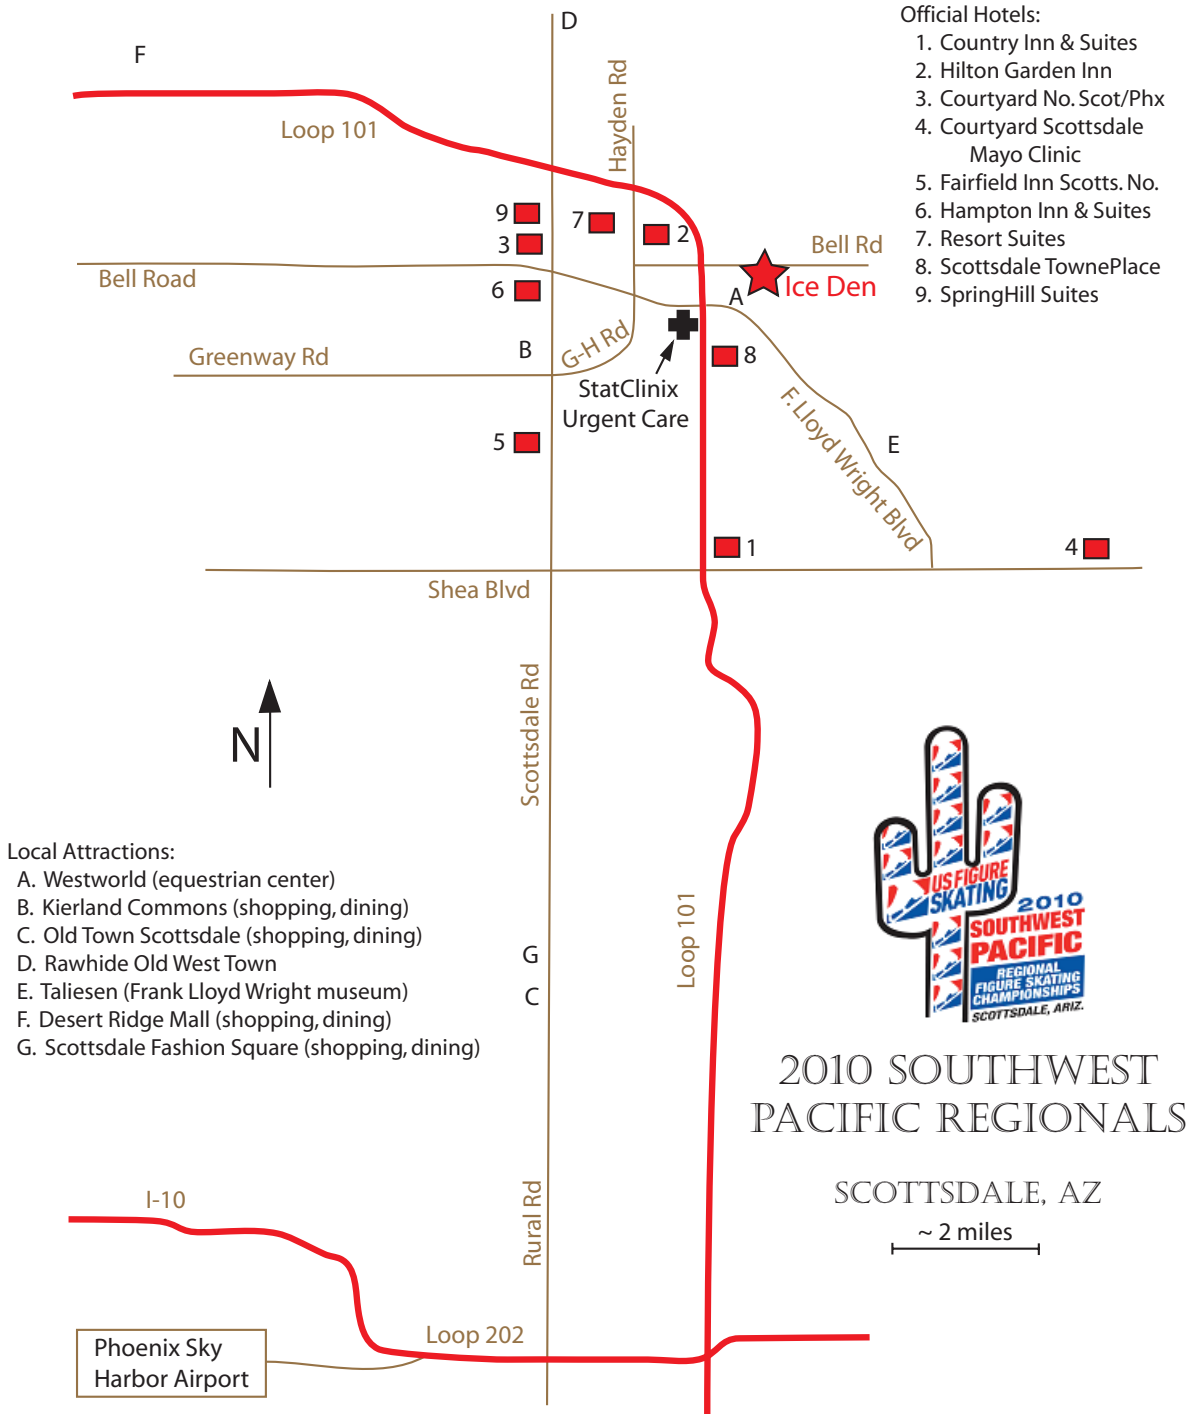 D
Official Hotels:
1. Country Inn & Suites
2. Hilton Garden Inn
3. Courtyard No. Scot/Phx
4. Courtyard Scottsdale
Mayo Clinic
5. Fairfield Inn Scotts. No.
6. Hampton Inn & Suites
7. Resort Suites
8. Scottsdale TownePlace
9. SpringHill Suites
F
Loop 101
Hayden Rd
9
7
3
2
Bell Rd
Bell Road
6
A
Ice Den
Greenway Rd
B
G-H Rd
8
StatClinix
Urgent Care
F. Lloyd Wright Blvd
5
E
1
4
Shea Blvd
Scottsdale Rd
N
Local Attractions:
A. Westworld (equestrian center)
B. Kierland Commons (shopping, dining)
C. Old Town Scottsdale (shopping, dining)
D. Rawhide Old West Town
E. Taliesen (Frank Lloyd Wright museum)
F. Desert Ridge Mall (shopping, dining)
G. Scottsdale Fashion Square (shopping, dining)
G
C
Loop 101
US FIGURE
SKATING
2010
SOUTHWEST
PACIFIC
REGIONAL
FIGURE SKATING
CHAMPIONSHIPS
SCOTTSDALE, ARIZ.
2010 SOUTHWEST
PACIFIC REGIONALS
SCOTTSDALE, AZ
~ 2 miles
I-10
Rural Rd
Loop 202
Phoenix Sky
Harbor Airport